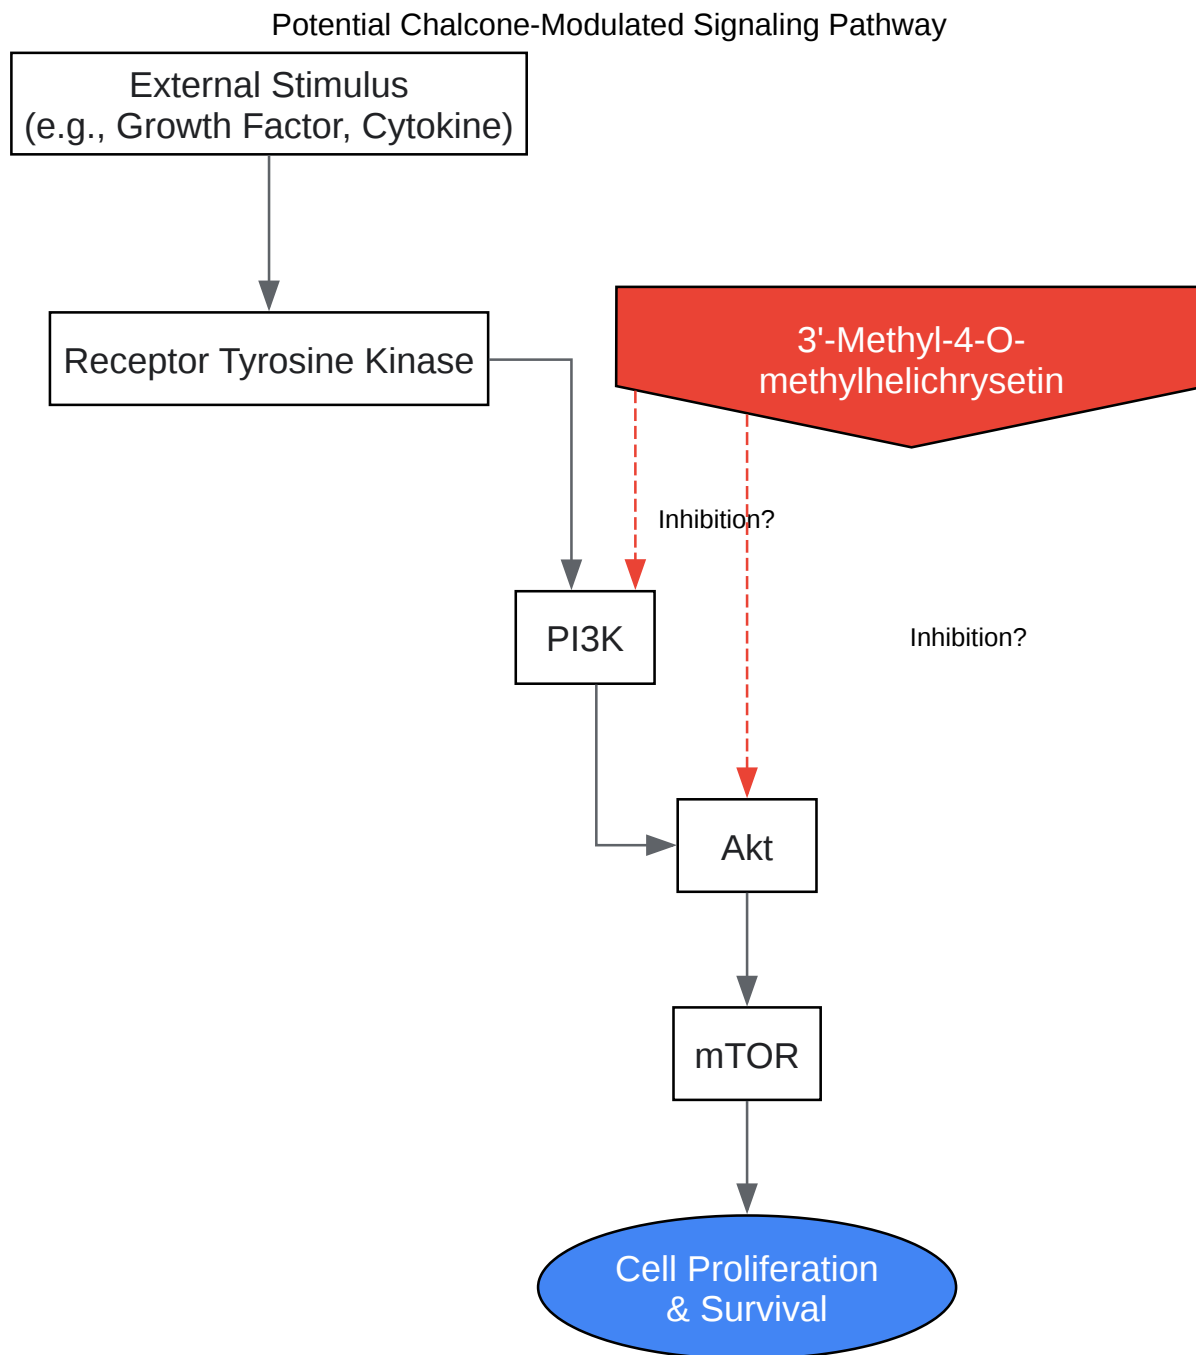 Potential Chalcone-Modulated Signaling Pathway
External Stimulus
(e.g., Growth Factor, Cytokine)
Receptor Tyrosine Kinase
3'-Methyl-4-O-
methylhelichrysetin
Inhibition?
PI3K
Inhibition?
Akt
mTOR
Cell Proliferation
& Survival